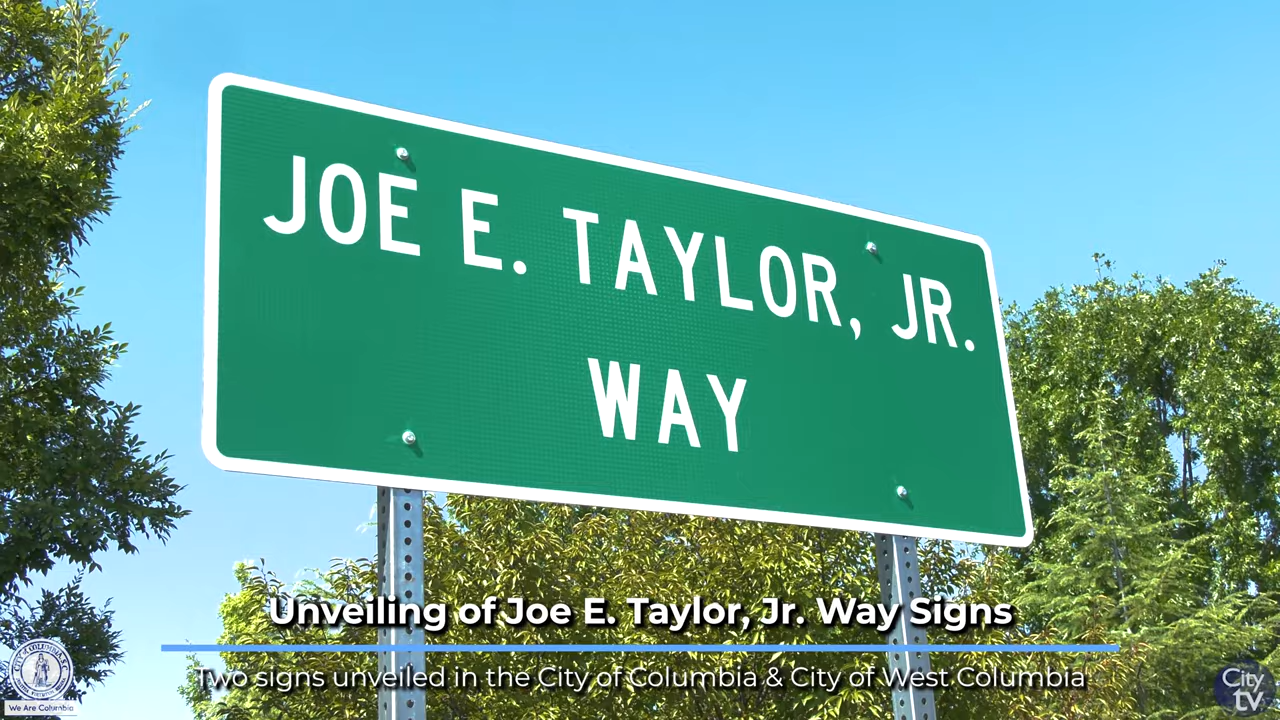 JOE E. TAYLOR, JR.
WAY
Unveiling of Joe E. Taylor, Jr. Way Signs
Two signs unveiled in the City of Columbia & City of West Columbia
We Are Columbia
City
tv